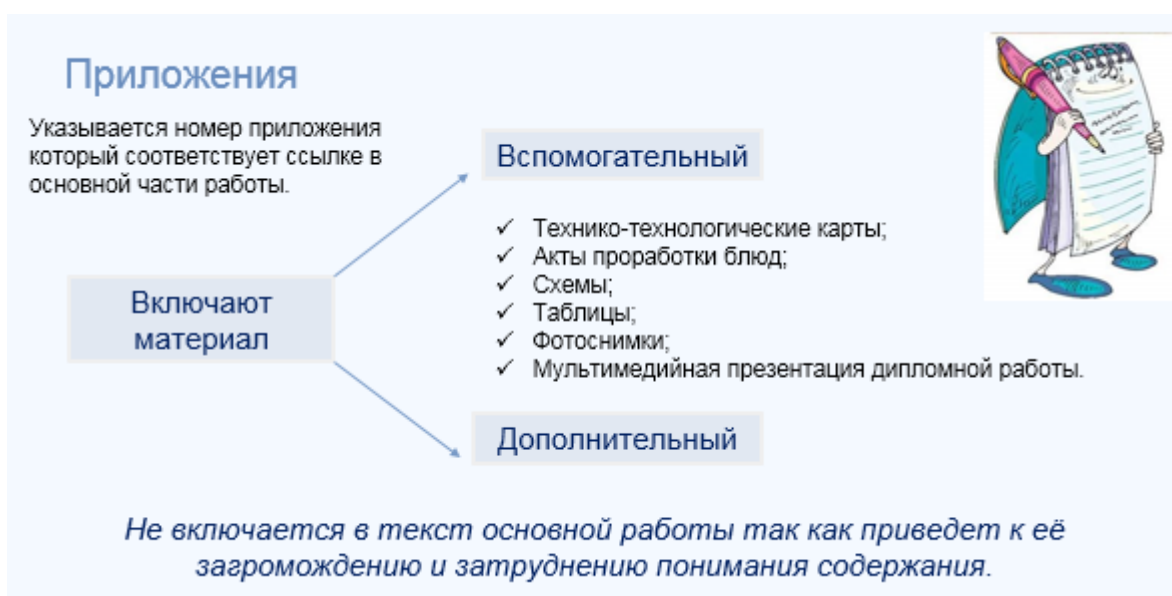 Приложения
Указывается номер приложения
который соответствует ссылке в
основной части работы.
Включают
материал
Вспомогательный
✓ Технико-технологические карты;
✓ Акты проработки блюд;
✓ Схемы;
✓ Таблицы;
✓ Фотоснимки;
✓ Мультимедийная презентация дипломной работы.
Дополнительный
Не включается в текст основной работы так как приведет к её
загромождению и затруднению понимания содержания.